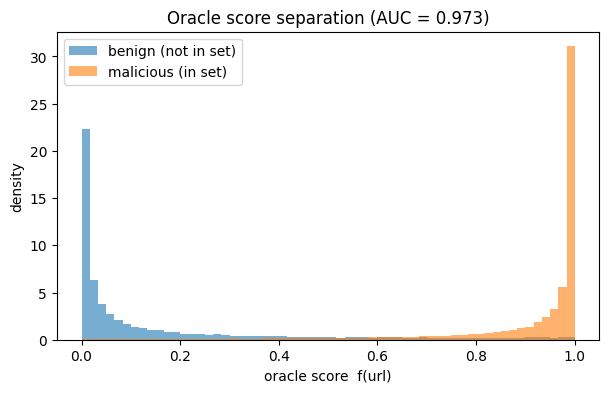 Oracle score separation (AUC = 0.973)
benign (not in set)
malicious (in set)
density
30
25
20
15
10
5
0
0.0 0.2 0.4 0.6 0.8 1.0
oracle score f(url)